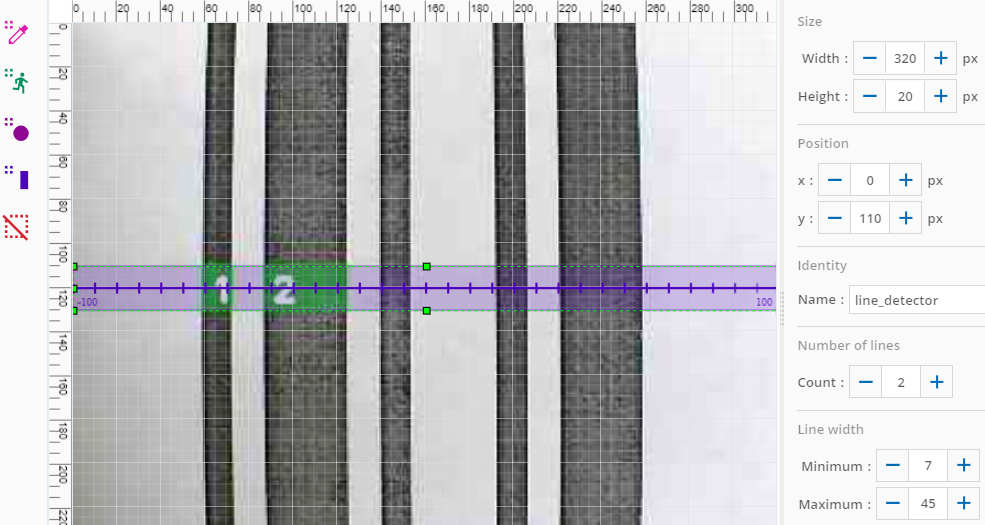 0 20 40 60 80 100 120 140 160 180 200 220 240 260 280 300
0
20
40
60
80
100
120
140
160
180
200
220
-100
100
1 2
Size
Width : 320 px
Height : 20 px
Position
x : 0 px
y : 110 px
Identity
Name : line_detector
Number of lines
Count : 2
Line width
Minimum : 7
Maximum : 45